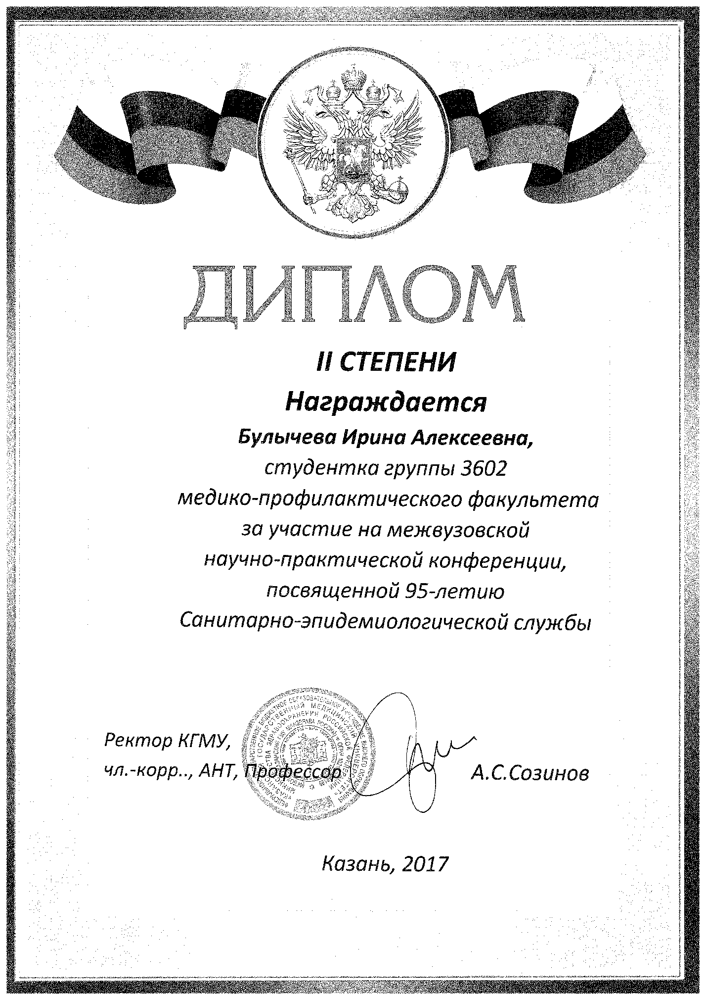 ДИПЛОМ
II СТЕПЕНИ
Награждается
Булычева Ирина Алексеевна,
студентка группы 3602
медико-профилактического факультета
за участие на межвузовской
научно-практической конференции,
посвященной 95-летию
Санитарно-эпидемиологической службы
Ректор КГМУ,
чл.-корр.., АНТ, Профессор
А.С.Созинов
Казань, 2017